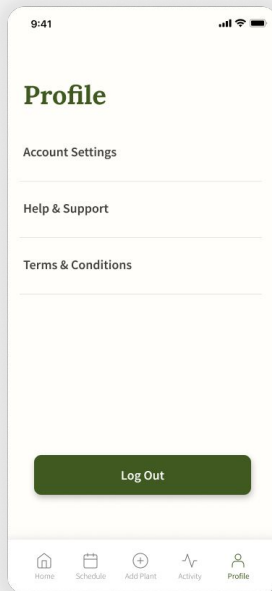 9:41
Profile
Account Settings
Help & Support
Terms & Conditions
Log Out
Home Schedule Add Plant Activity Profile